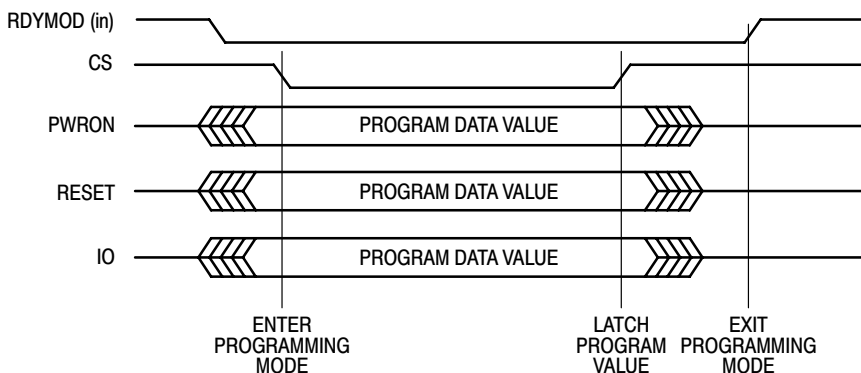 RDYMOD (in)
CS
PWRON
PROGRAM DATA VALUE
RESET
PROGRAM DATA VALUE
IO
PROGRAM DATA VALUE
ENTER
PROGRAMMING
MODE
LATCH
PROGRAM
VALUE
EXIT
PROGRAMMING
MODE